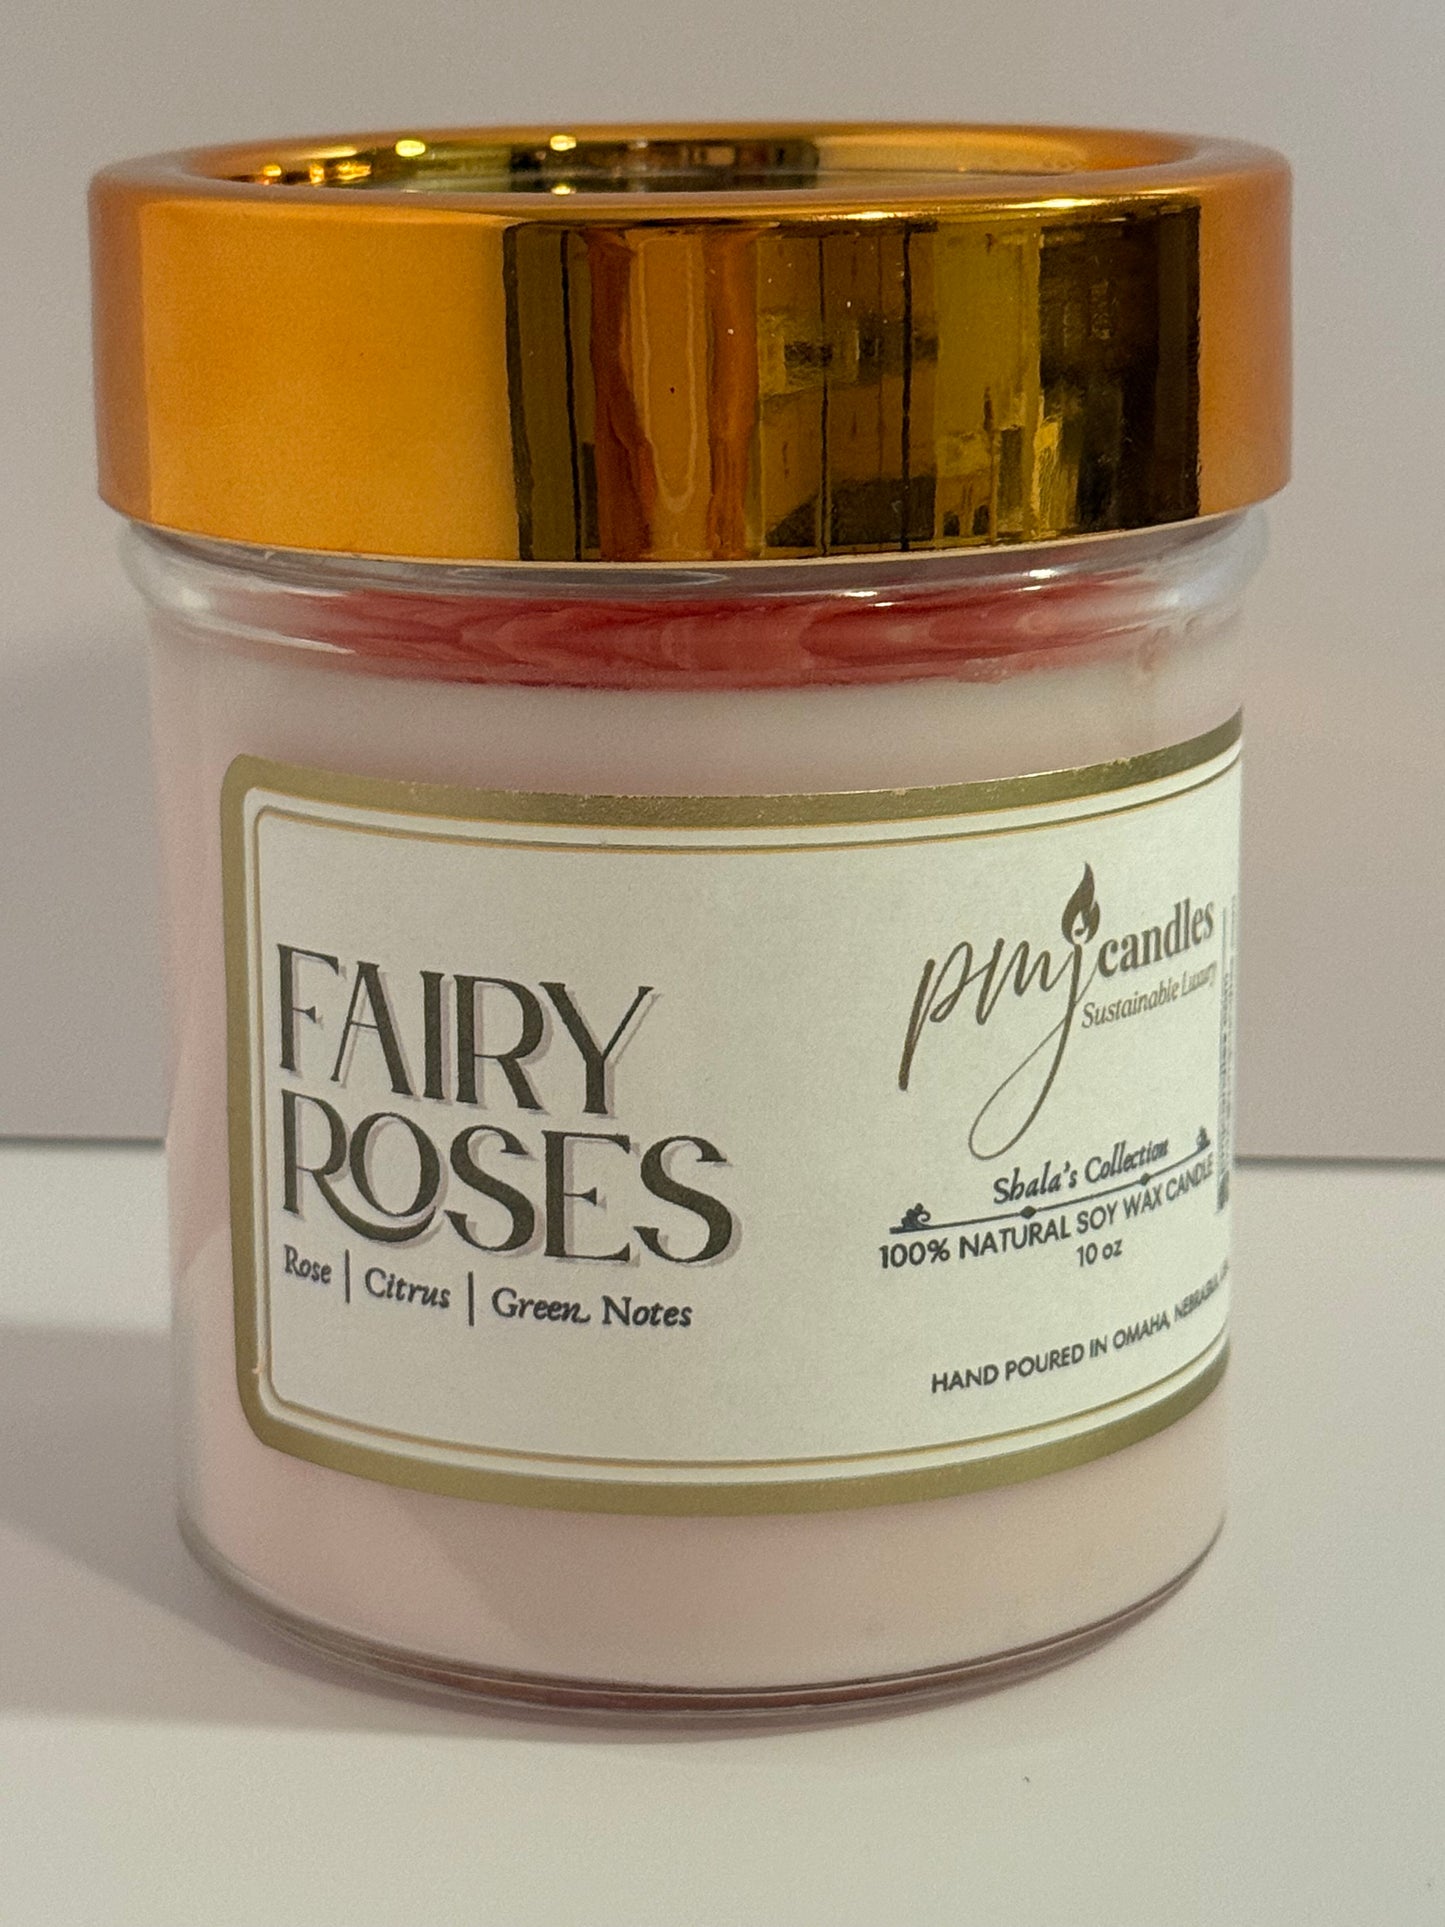 FAIRY
ROSES
Rose | Citrus | Green Notes
pmj candles
Sustainable Luxury
Shala's Collection
100% NATURAL SOY WAX CANDLE
10 oz
HAND POURED IN OMAHA, NEBRASKA,